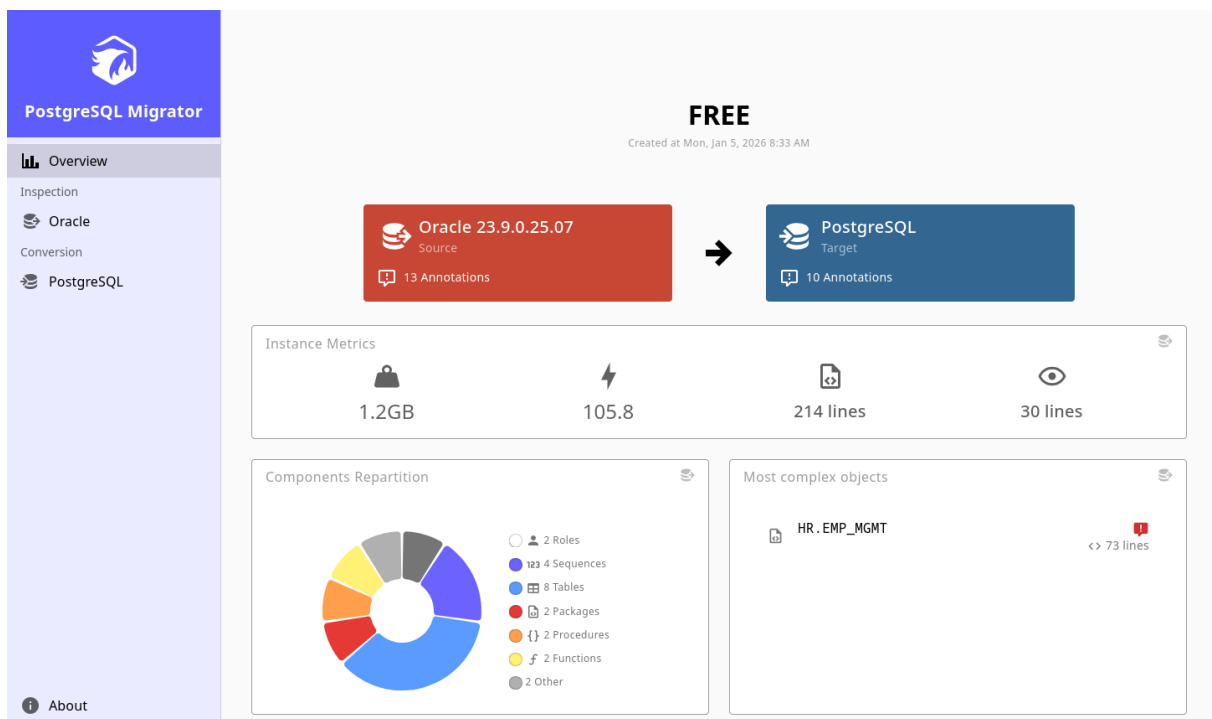 PostgreSQL Migrator
Overview
Inspection
Oracle
Conversion
PostgreSQL
About
FREE
Created at Mon, Jan 5, 2026 8:33 AM
Oracle 23.9.0.25.07
Source
13 Annotations
PostgreSQL
Target
10 Annotations
Instance Metrics
1.2GB
105.8
214 lines
30 lines
Components Repartition
2 Roles
123 4 Sequences
8 Tables
2 Packages
{} 2 Procedures
f 2 Functions
2 Other
Most complex objects
HR.EMP_MGMT
<> 73 lines